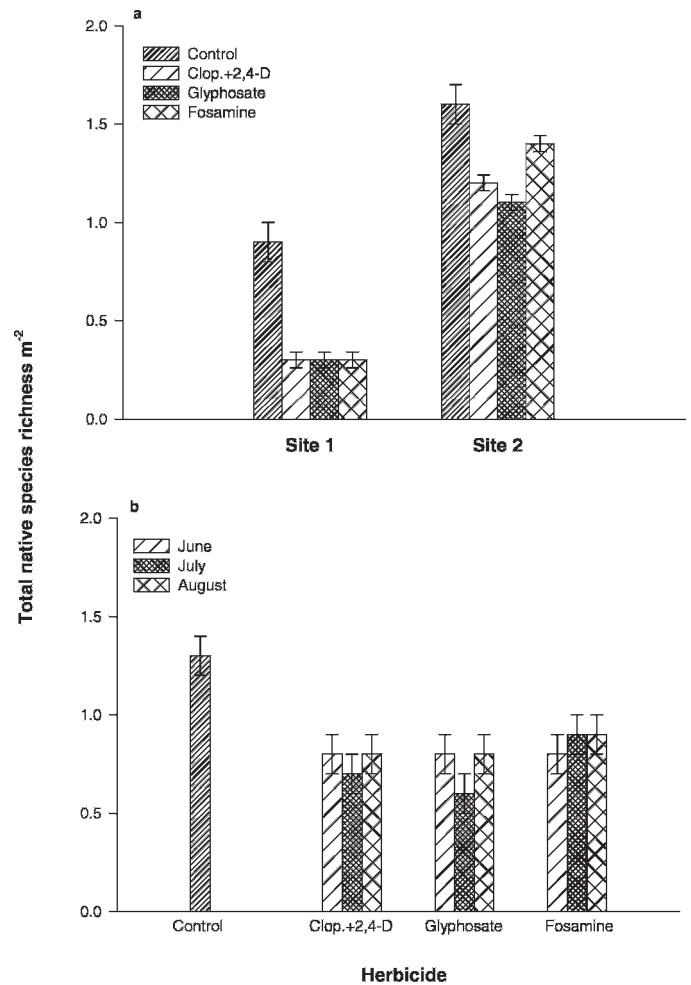 a
2.0
1.5
1.0
0.5
0.0
Control
Clop.+2,4-D
Glyphosate
Fosamine
Site 1 Site 2
Total native species richness m-2
b
2.0
1.5
1.0
0.5
0.0
June
July
August
Control Clop.+2,4-D Glyphosate Fosamine
Herbicide